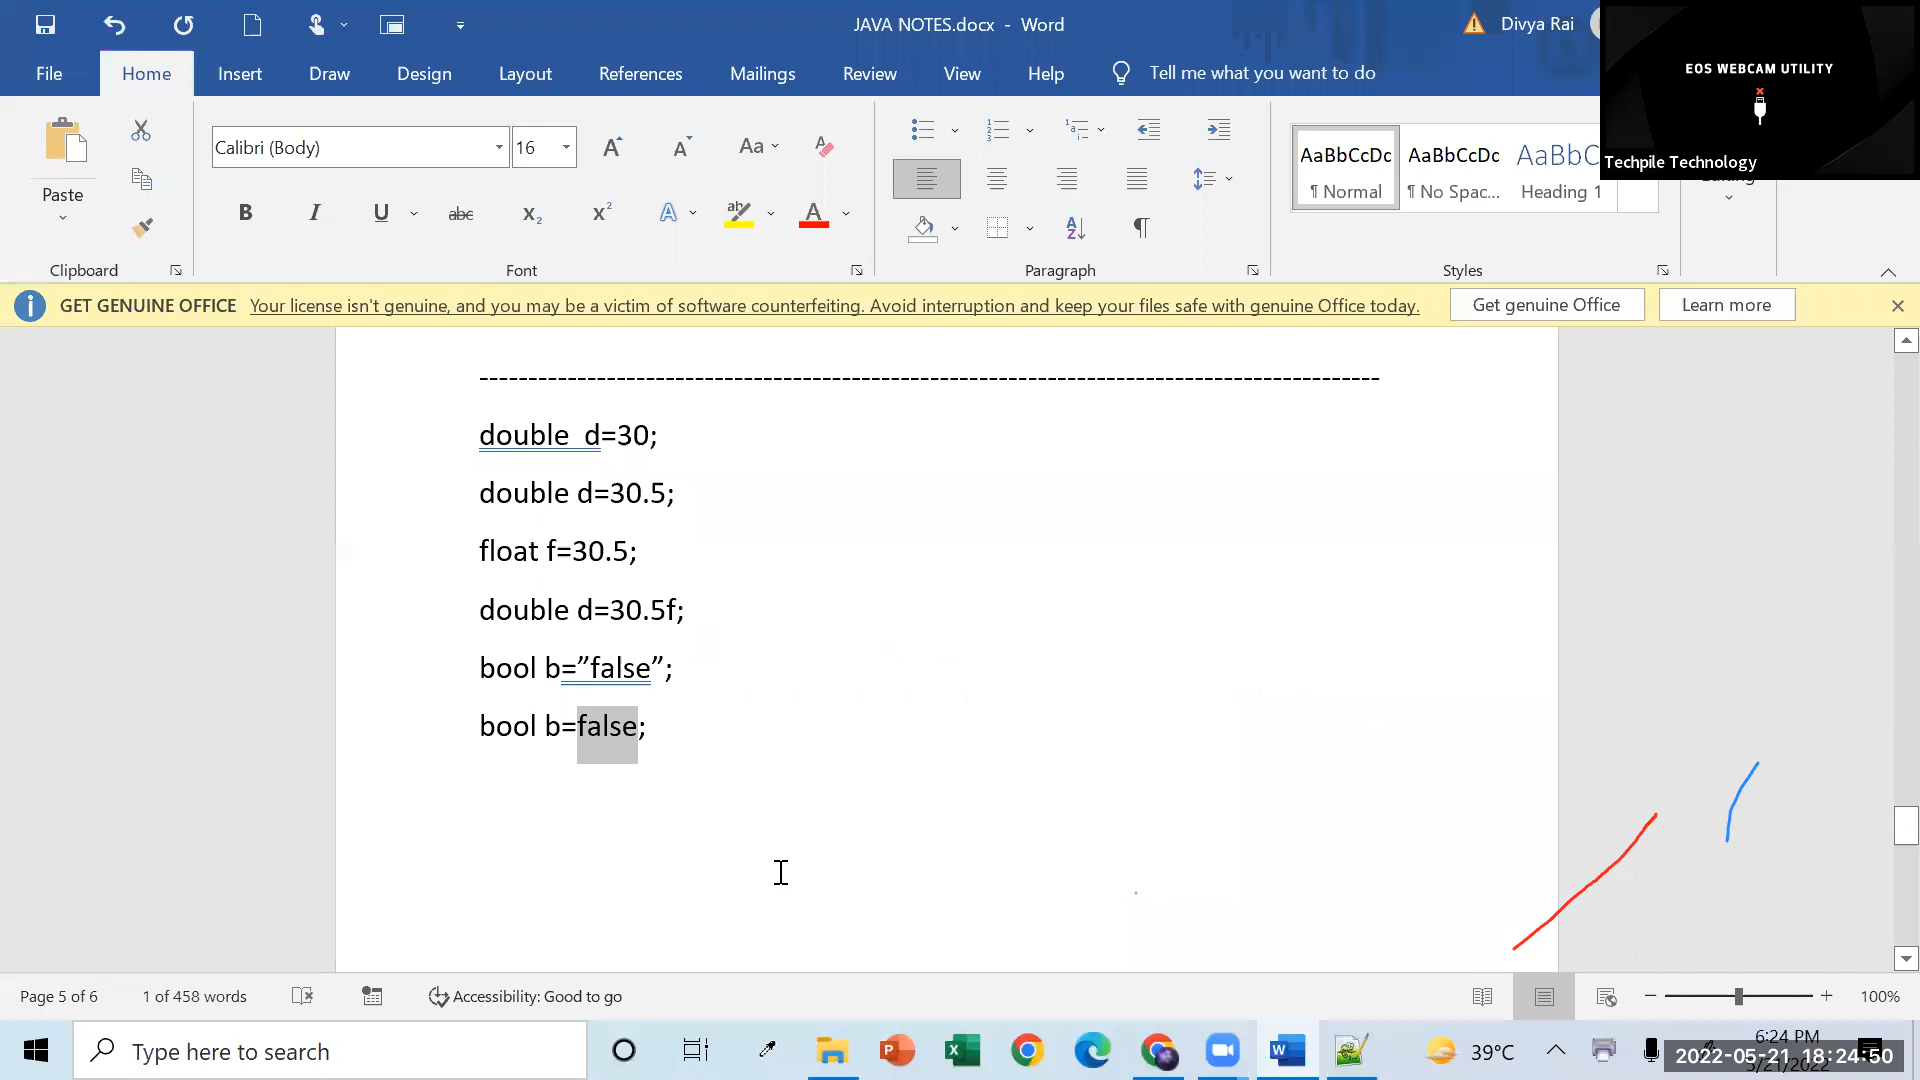 JAVA NOTES.docx - Word
Divya Rai
EOS WEBCAM UTILITY
Techpile Technology
File Home Insert Draw Design Layout References Mailings Review View Help Tell me what you want to do
Paste
Clipboard
Calibri (Body) 16
Aa
B I U abc X₂ X² A ab A
Font
Paragraph
AaBbCcDc AaBbCcDc AaBbC
¶ Normal ¶ No Spac... Heading 1
Styles
GET GENUINE OFFICE Your license isn't genuine, and you may be a victim of software counterfeiting. Avoid interruption and keep your files safe with genuine Office today. Get genuine Office Learn more
double d=30;
double d=30.5;
float f=30.5;
double d=30.5f;
bool b=”false”;
bool b=false;
Page 5 of 6 1 of 458 words Accessibility: Good to go 100%
Type here to search
39°C
6:24 PM
2022-05-21 18:24:50